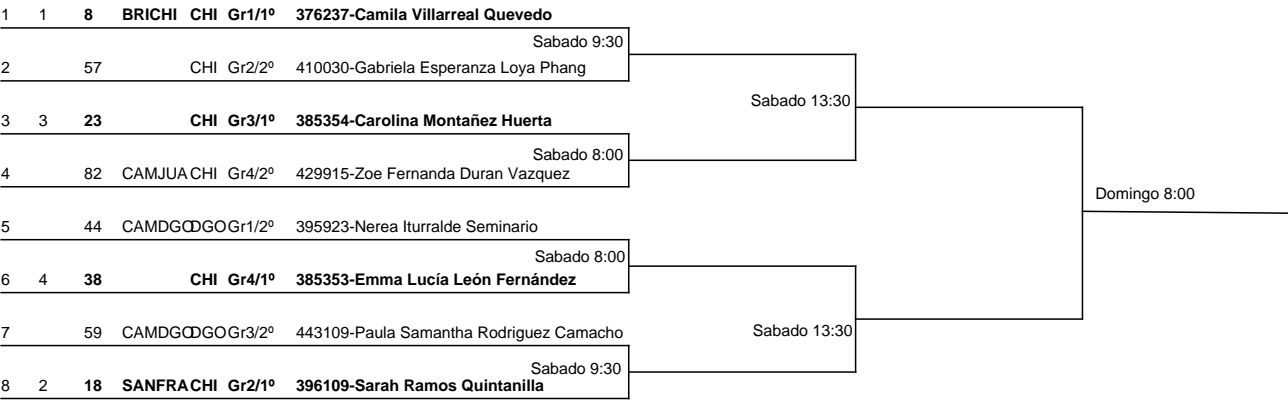 1 1 8 BRICHI CHI Gr1/1º 376237-Camila Villarreal Quevedo
Sabado 9:30
2 57 CHI Gr2/2º 410030-Gabriela Esperanza Loya Phang
Sabado 13:30
3 3 23 CHI Gr3/1º 385354-Carolina Montañez Huerta
Sabado 8:00
4 82 CAMJUA CHI Gr4/2º 429915-Zoe Fernanda Duran Vazquez
Domingo 8:00
5 44 CAMDGO DGO Gr1/2º 395923-Nerea Iturralde Seminario
Sabado 8:00
6 4 38 CHI Gr4/1º 385353-Emma Lucía León Fernández
7 59 CAMDGO DGO Gr3/2º 443109-Paula Samantha Rodriguez Camacho
Sabado 13:30
Sabado 9:30
8 2 18 SANFRA CHI Gr2/1º 396109-Sarah Ramos Quintanilla